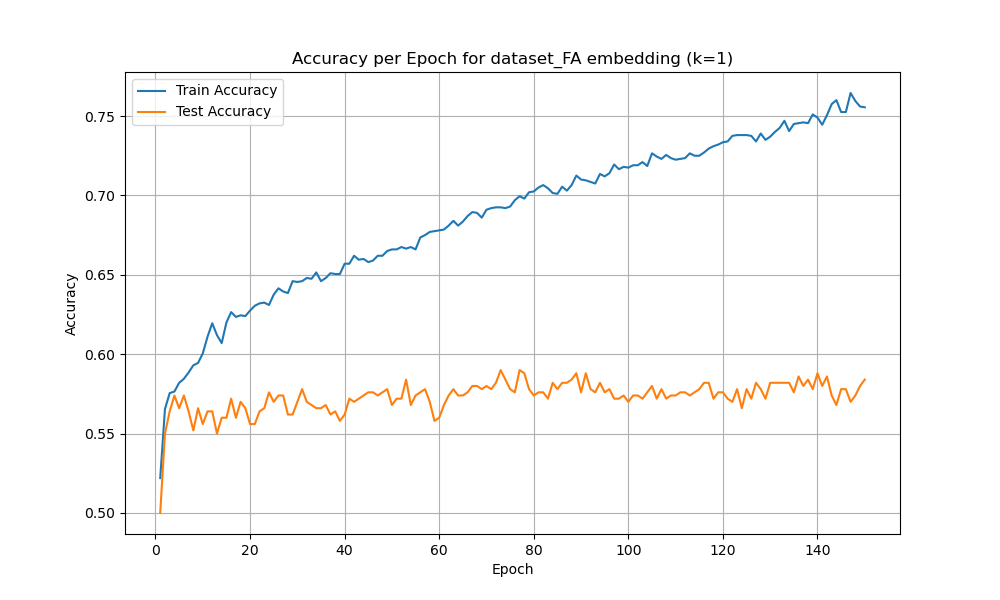 Accuracy per Epoch for dataset_FA embedding (k=1)
Train Accuracy
Test Accuracy
0.75
0.70
0.65
0.60
0.55
0.50
Accuracy
0 20 40 60 80 100 120 140
Epoch